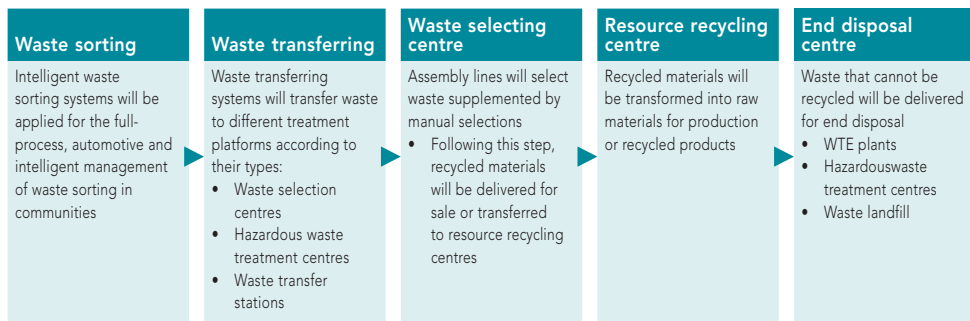 Waste sorting
Intelligent waste
sorting systems will be
applied for the full-
process, automotive and
intelligent management
of waste sorting in
communities
Waste transferring
Waste transferring
systems will transfer waste
to different treatment
platforms according to
their types:
• Waste selection
centres
• Hazardous waste
treatment centres
• Waste transfer
stations
Waste selecting
centre
Assembly lines will select
waste supplemented by
manual selections
• Following this step,
recycled materials
will be delivered for
sale or transferred
to resource recycling
centres
Resource recycling
centre
Recycled materials will
be transformed into raw
materials for production
or recycled products
End disposal
centre
Waste that cannot be
recycled will be delivered
for end disposal
• WTE plants
• Hazardouswaste
treatment centres
• Waste landfill